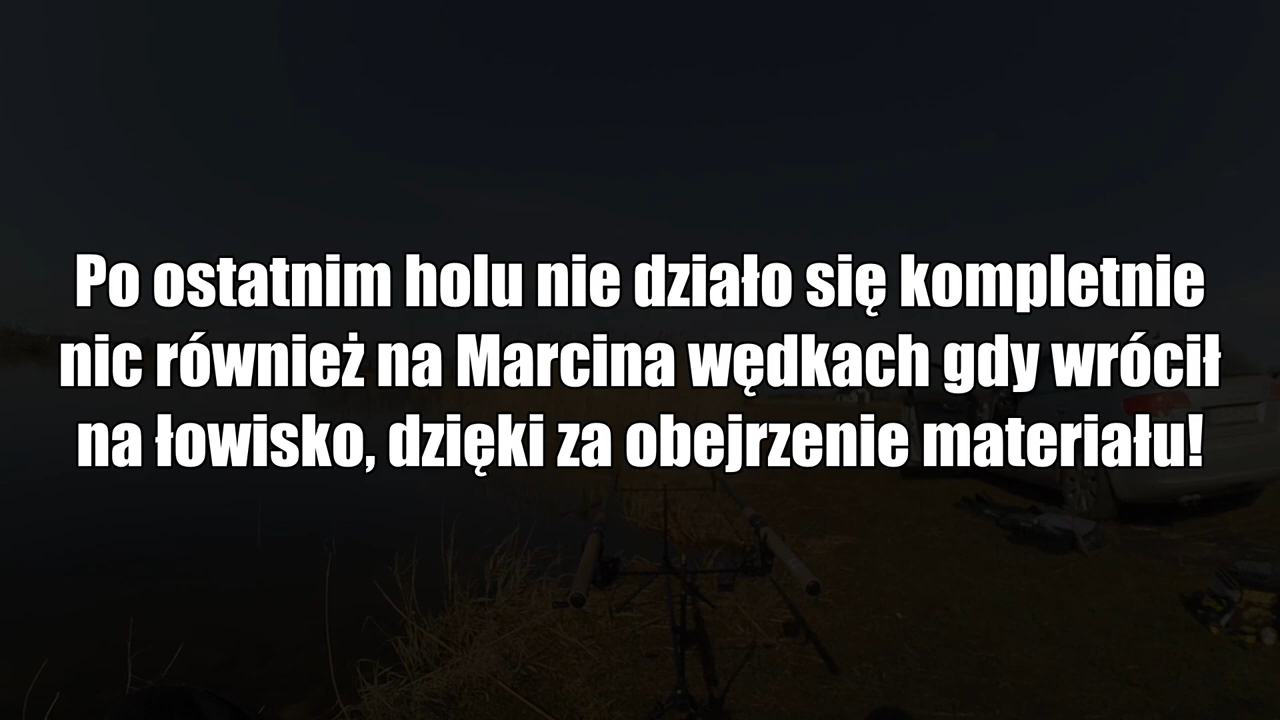 Po ostatnim holu nie działo się kompletnie
nic również na Marcina wędkach gdy wrócił
na łowisko, dzięki za obejrzenie materiału!